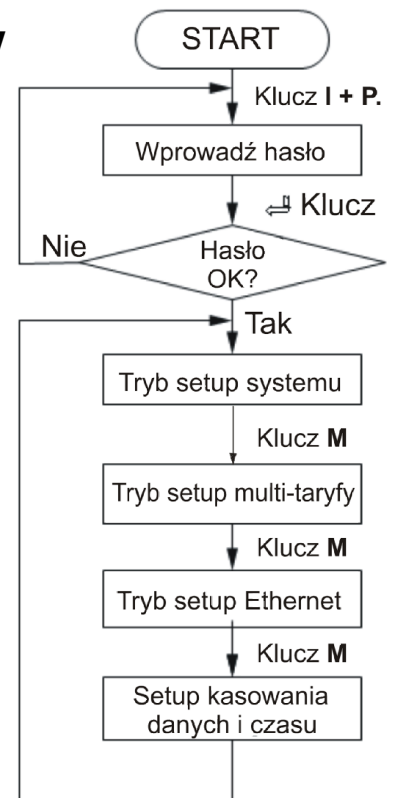 START
Klucz I + P.
Wprowadź hasło
⏎ Klucz
Nie
Hasło
OK?
Tak
Tryb setup systemu
Klucz M
Tryb setup multi-taryfy
Klucz M
Tryb setup Ethernet
Klucz M
Setup kasowania
danych i czasu